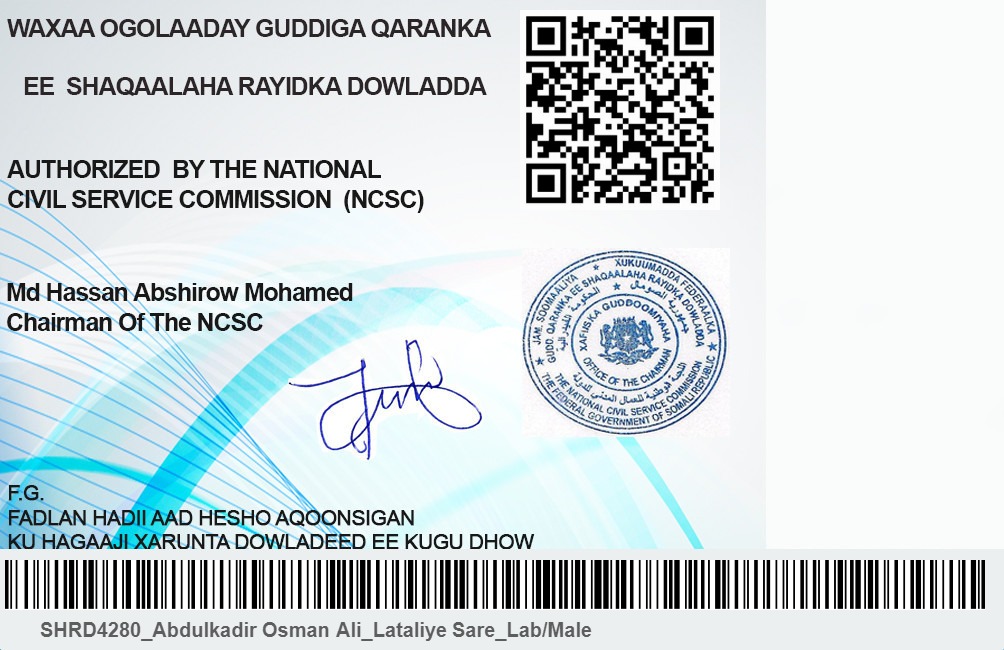 WAXAA OGOLAADAY GUDDIGA QARANKA
EE SHAQAALAHA RAYIDKA DOWLADDA
AUTHORIZED BY THE NATIONAL
CIVIL SERVICE COMMISSION (NCSC)
Md Hassan Abshirow Mohamed
Chairman Of The NCSC
JAM. SOOMAALIYA ★ XUKUUMADDA FEDERAALKA
GUDD. QARANKA EE SHAQAALAHA RAYIDKA DOWLADDA
XAFIISKA GUDDOOMIYAHA
OFFICE OF THE CHAIRMAN
THE NATIONAL CIVIL SERVICE COMMISSION
THE FEDERAL GOVERNMENT OF SOMALI REPUBLIC
F.G.
FADLAN HADII AAD HESHO AQOONSIGAN
KU HAGAAJI XARUNTA DOWLADEED EE KUGU DHOW
SHRD4280_Abdulkadir Osman Ali_Lataliye Sare_Lab/Male